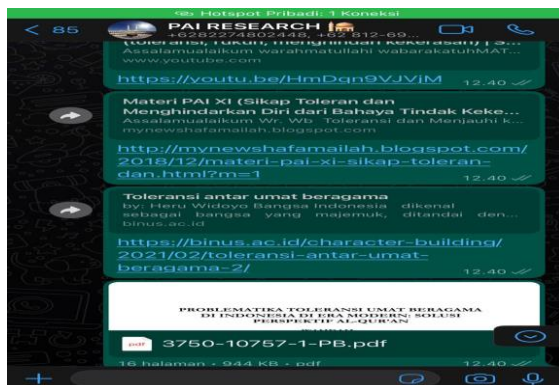 Hotspot Pribadi: 1 Koneksi
< 85
PAI RESEARCH
+6282274802448, +62 812-69...
(toleransi, rukun, menghindari kekerasan) | S...
Assalamualaikum warahmatullahi wabarakatuhMAT...
www.youtube.com
https://youtu.be/HmDqn9VJVjM
12.40
Materi PAI XI (Sikap Toleran dan
Menghindarkan Diri dari Bahaya Tindak Keke...
Assalamualaikum Wr, Wb Toleransi dan Menjauhi k...
mynewshafamailah.blogspot.com
http://mynewshafamailah.blogspot.com/
2018/12/materi-pai-xi-sikap-toleran-
dan.html?m=1
12.40
Toleransi antar umat beragama
by: Heru Widoyo Bangsa Indonesia dikenal
sebagai bangsa yang majemuk, ditandai den...
binus.ac.id
https://binus.ac.id/character-building/
2021/02/toleransi-antar-umat-
beragama-2/
12.40
PROBLEMATIKA TOLERANSI UMAT BERAGAMA
DI INDONESIA DI ERA MODERN: SOLUSI
PERSPEKTIF AL-QUR'AN
pdf 3750-10757-1-PB.pdf
16 halaman • 944 KB • pdf
12.40